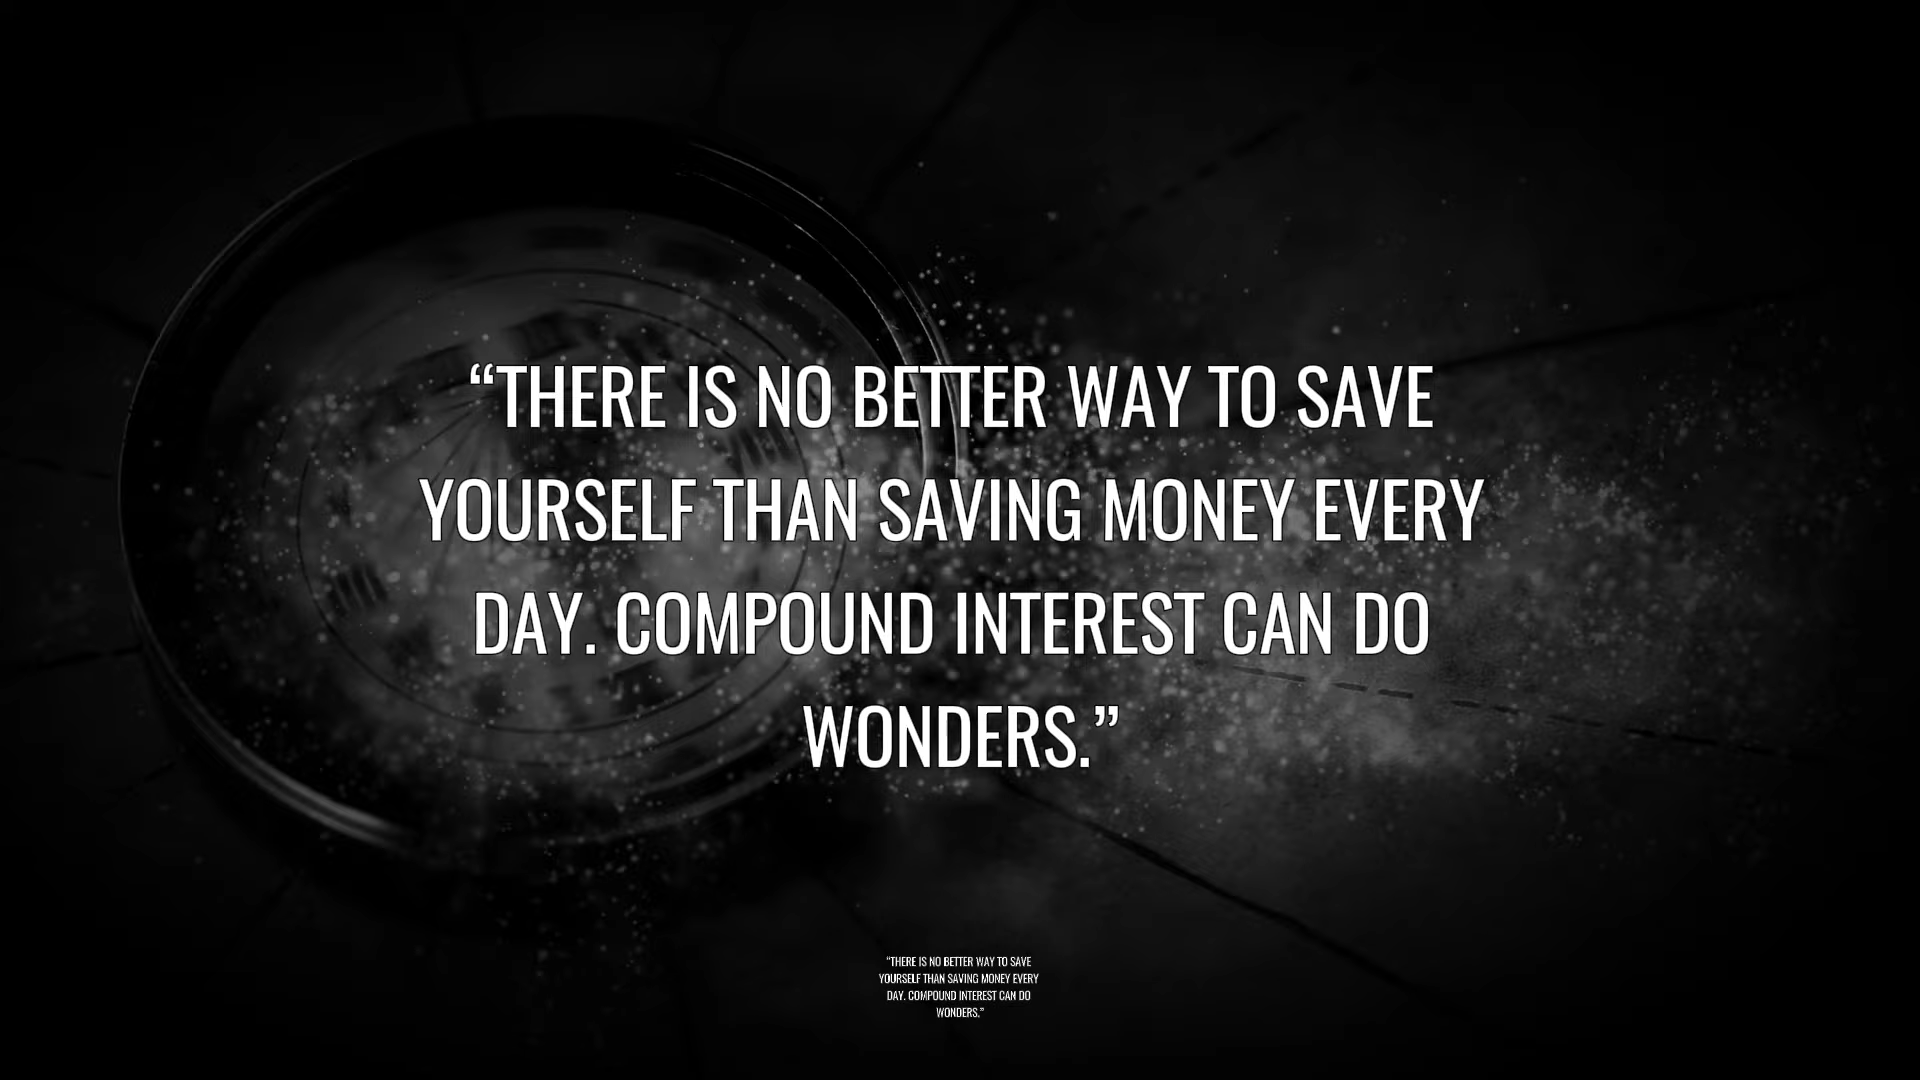 “THERE IS NO BETTER WAY TO SAVE
YOURSELF THAN SAVING MONEY EVERY
DAY. COMPOUND INTEREST CAN DO
WONDERS.”
“THERE IS NO BETTER WAY TO SAVE
YOURSELF THAN SAVING MONEY EVERY
DAY. COMPOUND INTEREST CAN DO
WONDERS.”